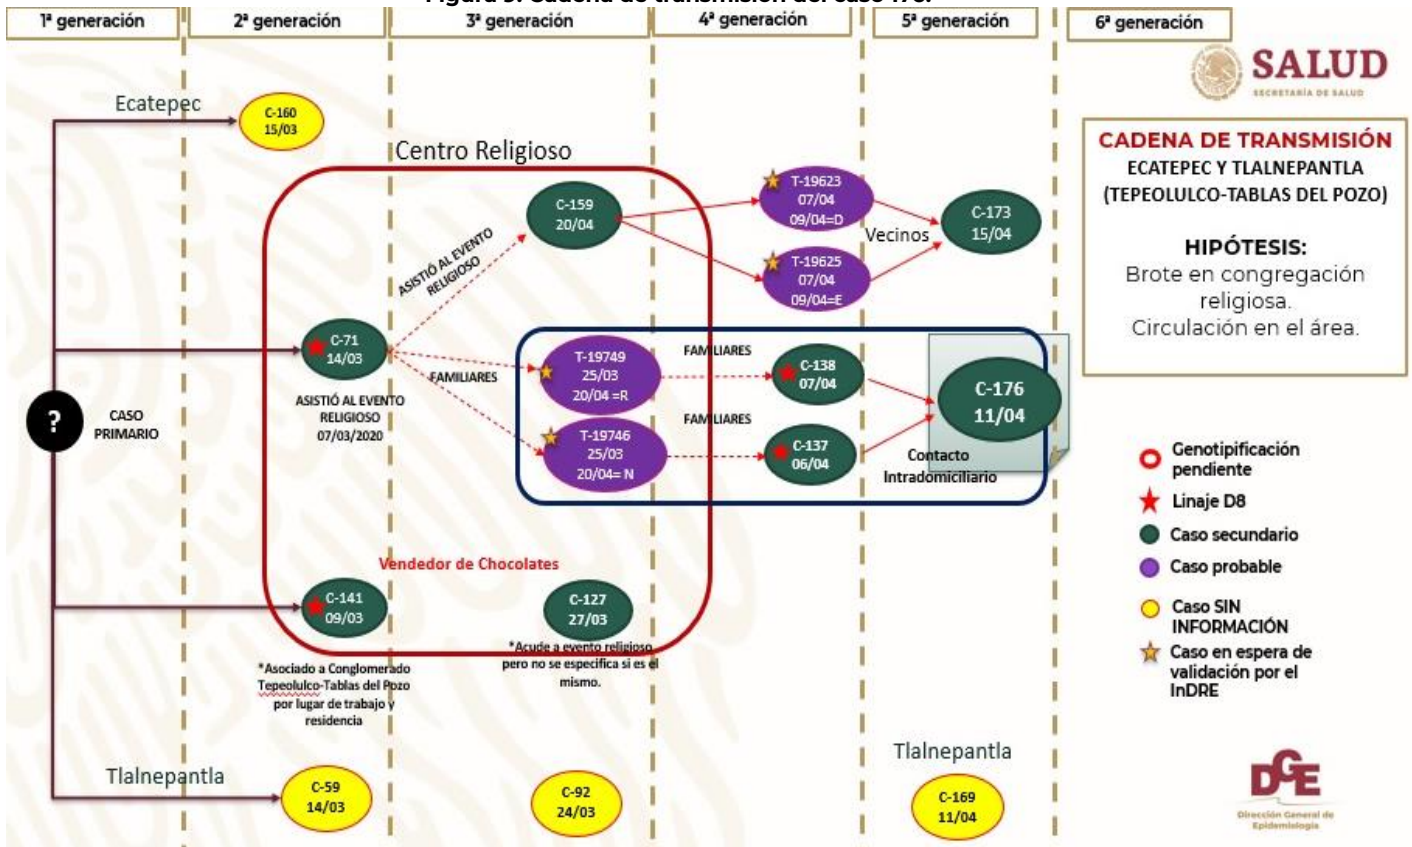 Figura 9. Cadena de transmisión del caso 176.
1ª generación
2ª generación
3ª generación
4ª generación
5ª generación
6ª generación
SALUD
SECRETARÍA DE SALUD
CADENA DE TRANSMISIÓN
ECATEPEC Y TLALNEPANTLA
(TEPEOLULCO-TABLAS DEL POZO)
HIPÓTESIS:
Brote en congregación
religiosa.
Circulación en el área.
Ecatepec
C-160
15/03
Centro Religioso
C-159
20/04
T-19623
07/04
09/04=D
Vecinos
T-19625
07/04
09/04=E
C-173
15/04
ASISTIÓ AL EVENTO
RELIGIOSO
C-71
14/03
ASISTIÓ AL EVENTO
RELIGIOSO
07/03/2020
FAMILIARES
T-19749
25/03
20/04 =R
T-19746
25/03
20/04= N
FAMILIARES
FAMILIARES
C-138
07/04
C-137
06/04
C-176
11/04
Contacto
Intradomiciliario
?
CASO
PRIMARIO
Vendedor de Chocolates
C-141
09/03
*Asociado a Conglomerado
Tepeolulco-Tablas del Pozo
por lugar de trabajo y
residencia
C-127
27/03
*Acude a evento religioso
pero no se especifica si es el
mismo.
Tlalnepantla
C-59
14/03
C-92
24/03
Tlalnepantla
C-169
11/04
Genotipificación
pendiente
Linaje D8
Caso secundario
Caso probable
Caso SIN
INFORMACIÓN
Caso en espera de
validación por el
InDRE
DGE
Dirección General de
Epidemiología